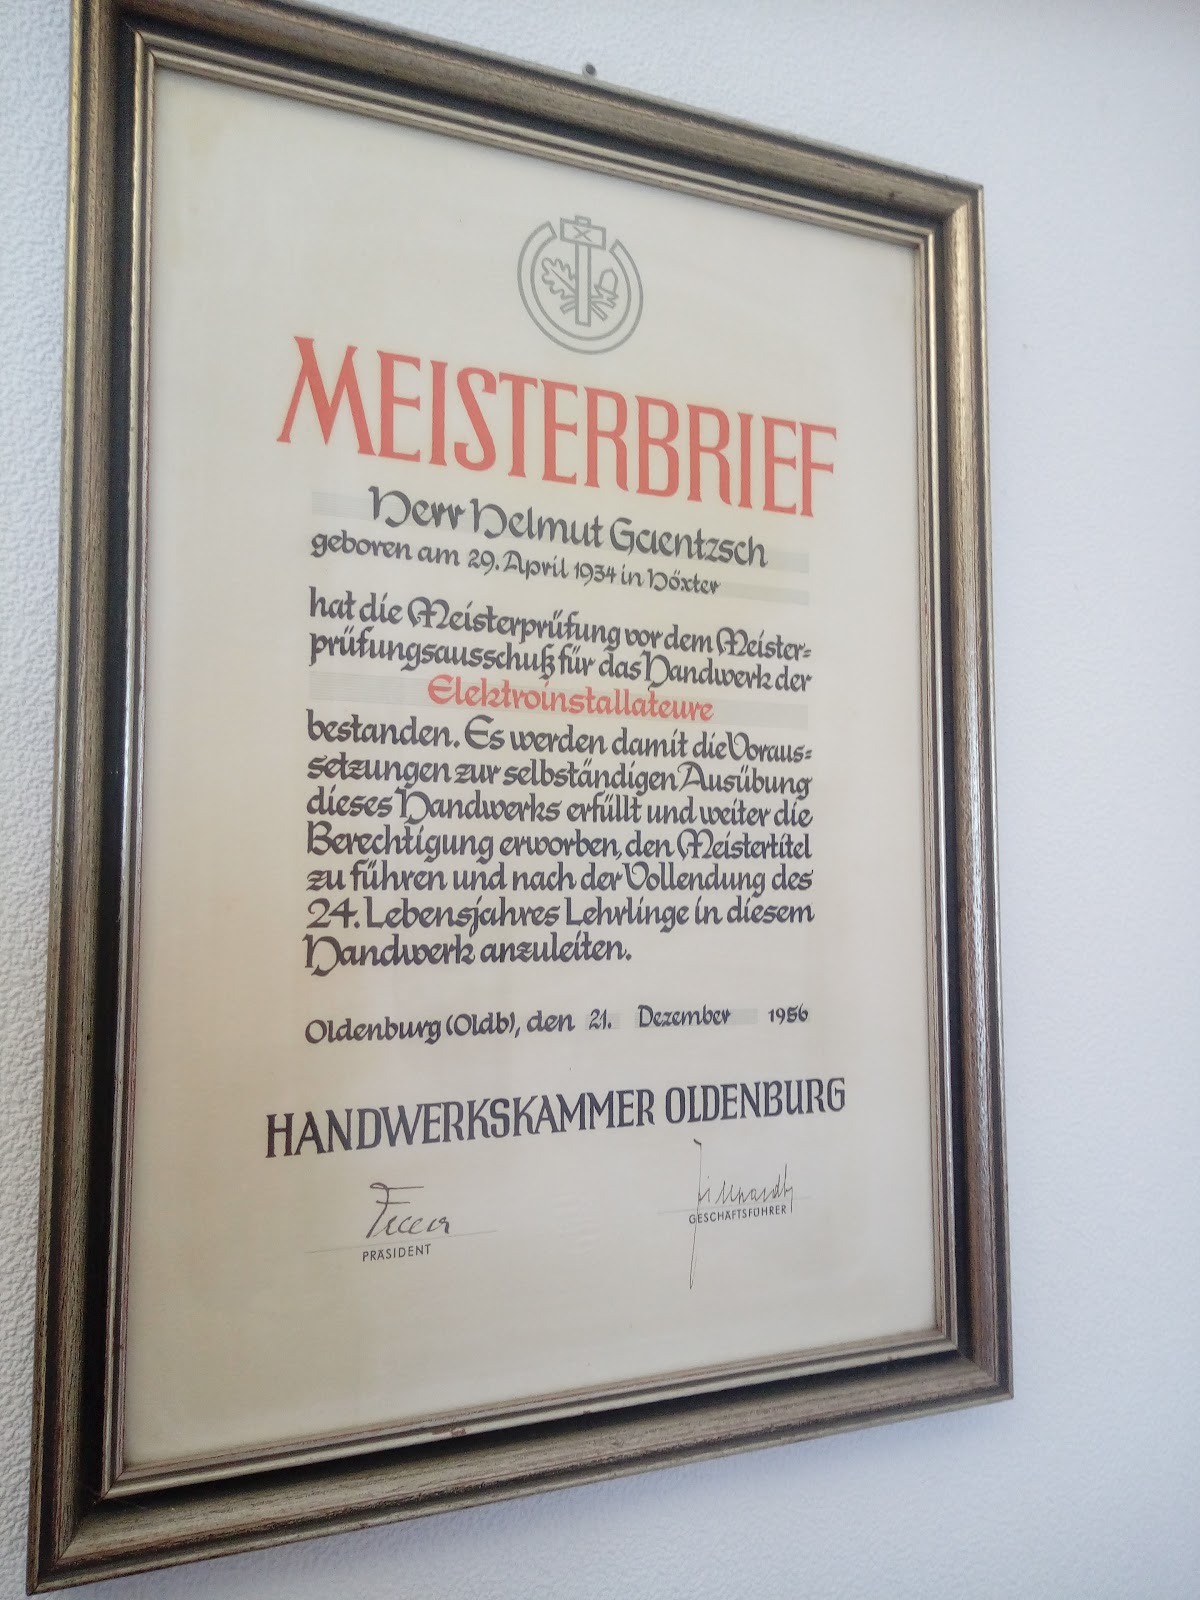 MEISTERBRIEF
Herr Helmut Gaentzsch
geboren am 29. April 1934 in Höxter
hat die Meisterprüfung vor dem Meister=
prüfungsausschuß für das Handwerk der
Elektroinstallateure
bestanden. Es werden damit die Voraus=
setzungen zur selbständigen Ausübung
dieses Handwerks erfüllt und weiter die
Berechtigung erworben, den Meistertitel
zu führen und nach der Vollendung des
24. Lebensjahres Lehrlinge in diesem
Handwerk anzuleiten.
Oldenburg (Oldb), den 21. Dezember
HANDWERKSKAMMER OLDENBURG
PRÄSIDENT
GESCHÄFTSFÜHRER